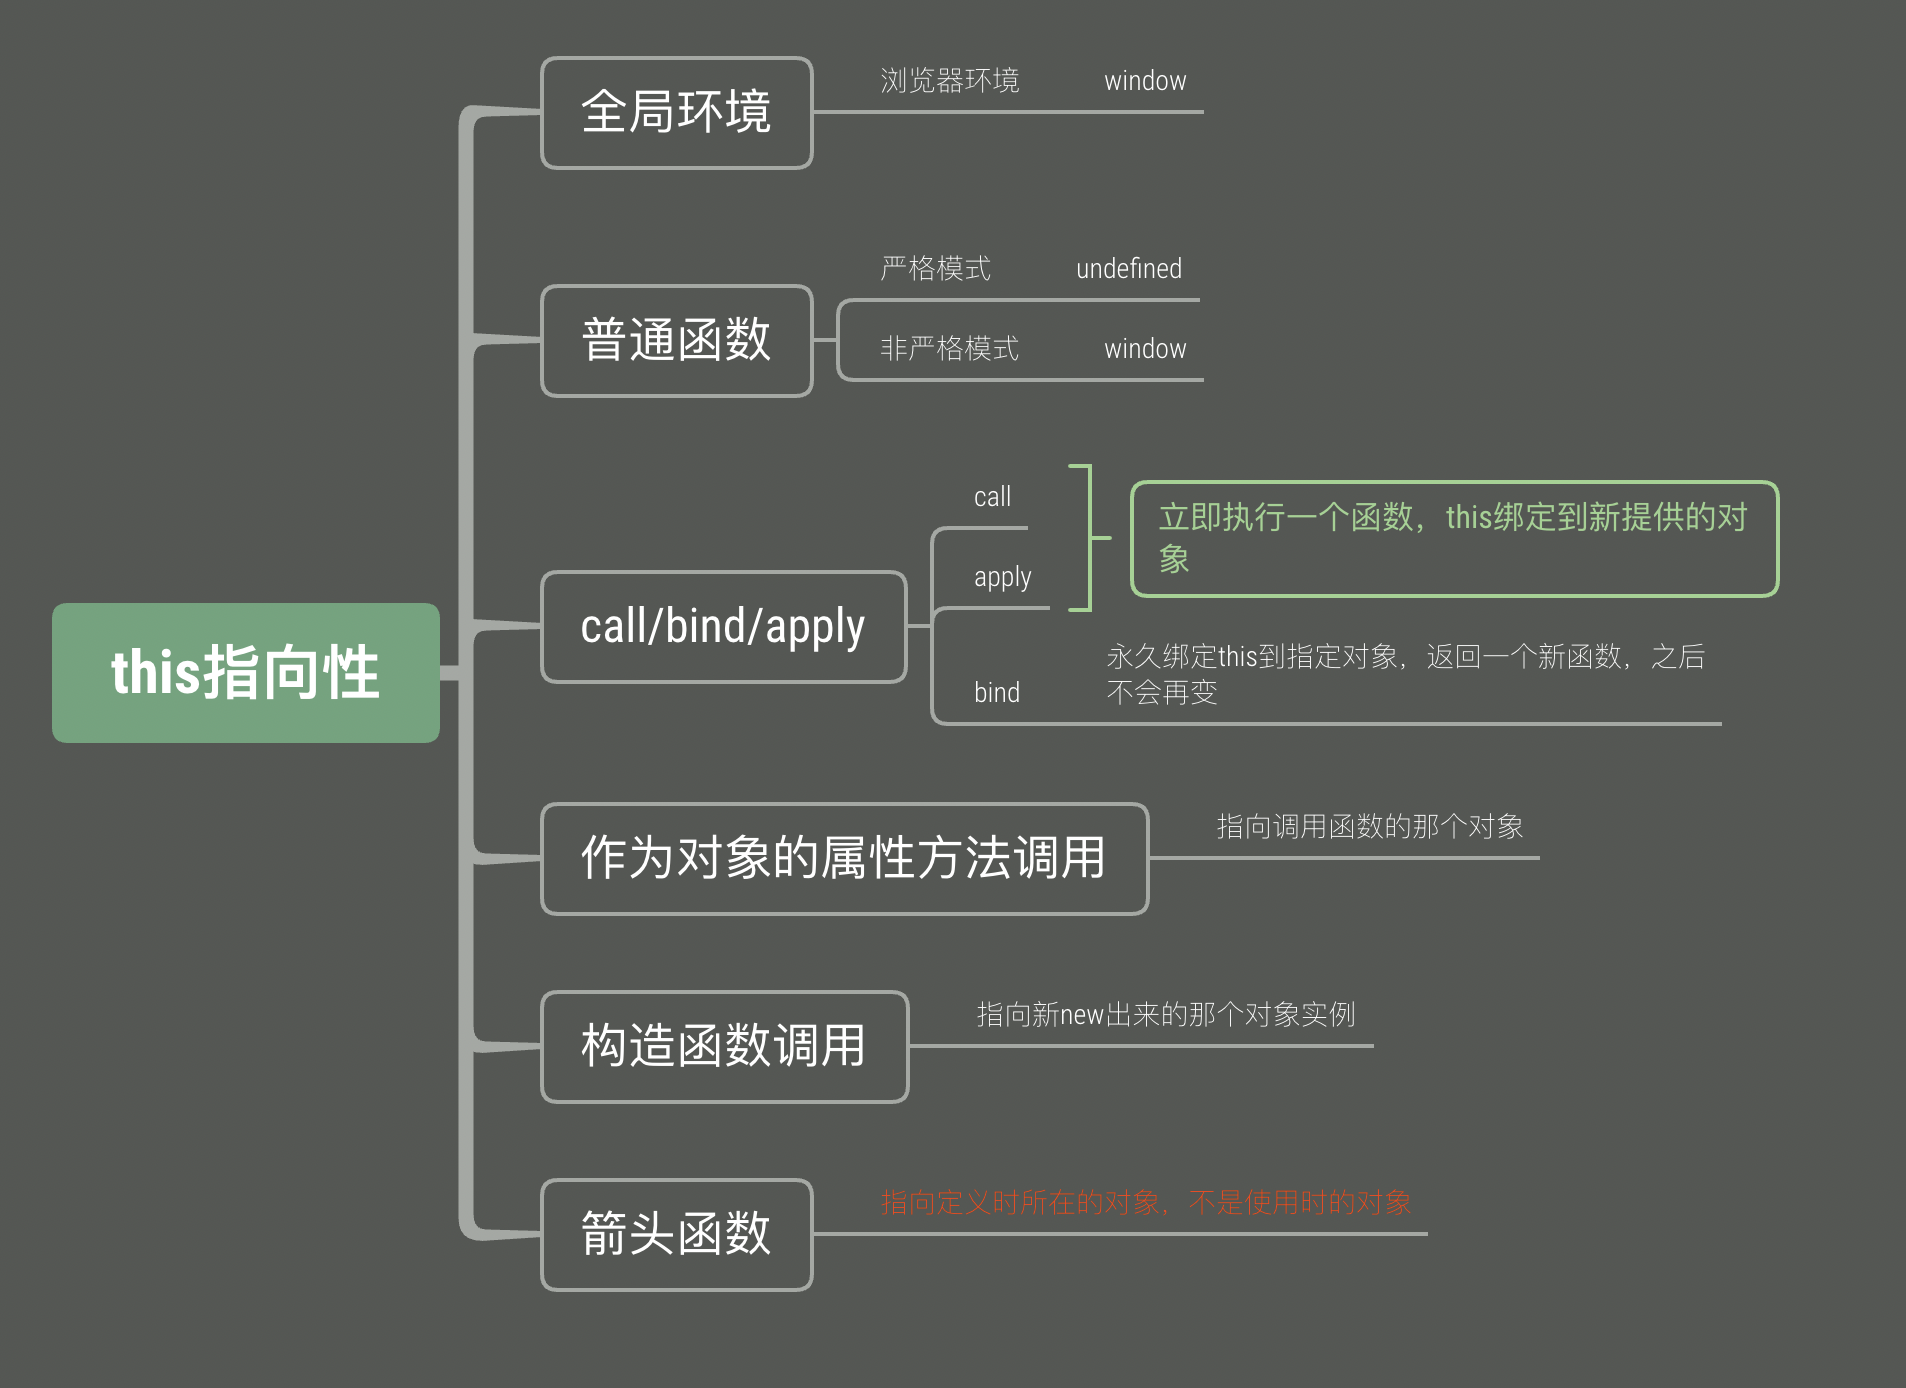 this指向性
全局环境
浏览器环境 window
普通函数
严格模式 undefined
非严格模式 window
call/bind/apply
call
apply
立即执行一个函数，this绑定到新提供的对
象
bind
永久绑定this到指定对象，返回一个新函数，之后
不会再变
作为对象的属性方法调用
指向调用函数的那个对象
构造函数调用
指向新new出来的那个对象实例
箭头函数
指向定义时所在的对象，不是使用时的对象